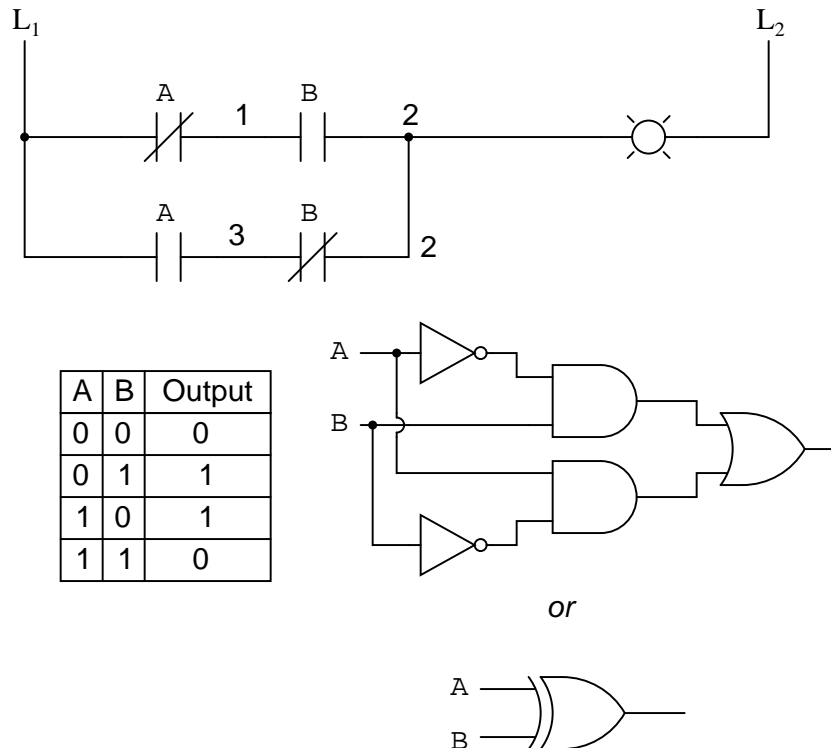 L1 L2
A 1 B 2
A 3 B 2
A B Output
0 0 0
0 1 1
1 0 1
1 1 0
A
B
or
A
B